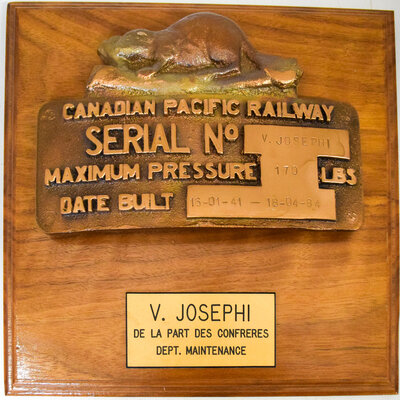 CANADIAN PACIFIC RAILWAY
SERIAL Nº V. JOSEPHI
MAXIMUM PRESSURE 170 LBS
DATE BUILT 15-01-41 — 18-04-84
V. JOSEPHI
DE LA PART DES CONFRERES
DEPT. MAINTENANCE